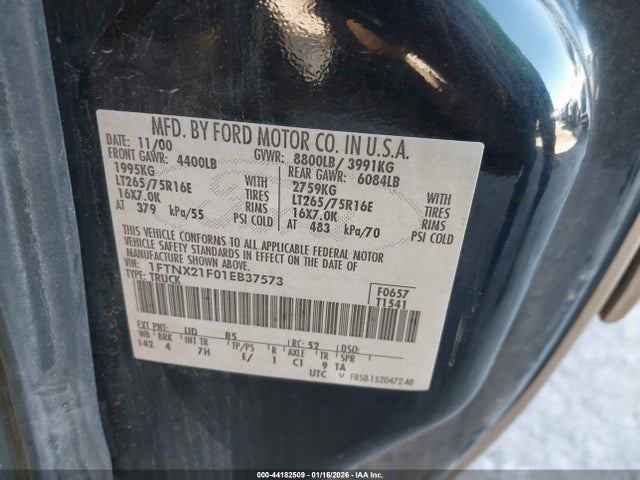 MFD. BY FORD MOTOR CO. IN U.S.A.
DATE: 11/00 GVWR: 8800LB/ 3991KG
FRONT GAWR: 4400LB REAR GAWR: 6084LB
1995KG WITH 2759KG WITH
LT265/75R16E TIRES LT265/75R16E TIRES
16X7.0K RIMS 16X7.0K RIMS
AT 379 kPa/55 PSI COLD AT 483 kPa/70 PSI COLD
THIS VEHICLE CONFORMS TO ALL APPLICABLE FEDERAL MOTOR
VEHICLE SAFETY STANDARDS IN EFFECT ON THE DATE OF
MANUFACTURE SHOWN ABOVE.
VIN: 1FTNX21F01EB37573
TYPE: TRUCK
F0657
T1541
EXT PNT: UD B5 RC: 52 DSO:
WB BRK INT TR TP/PS R AXLE TR SPR
142 4 7H E/ 1 C1 9 TA
UTC ▽ F85B-1520472-AB
000-44182509 - 01/16/2026 - IAA Inc.